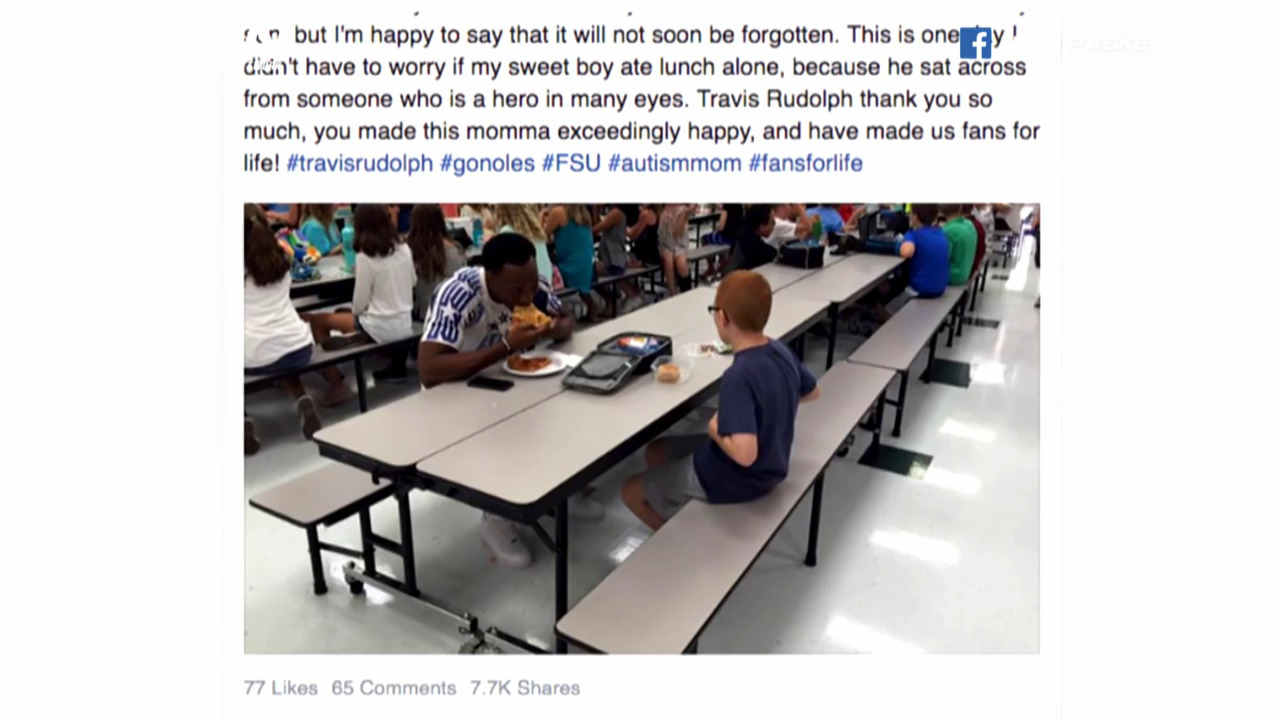 but I'm happy to say that it will not soon be forgotten. This is one
didn't have to worry if my sweet boy ate lunch alone, because he sat across
from someone who is a hero in many eyes. Travis Rudolph thank you so
much, you made this momma exceedingly happy, and have made us fans for
life! #travisrudolph #gonoles #FSU #autismmom #fansforlife
77 Likes 65 Comments 7.7K Shares